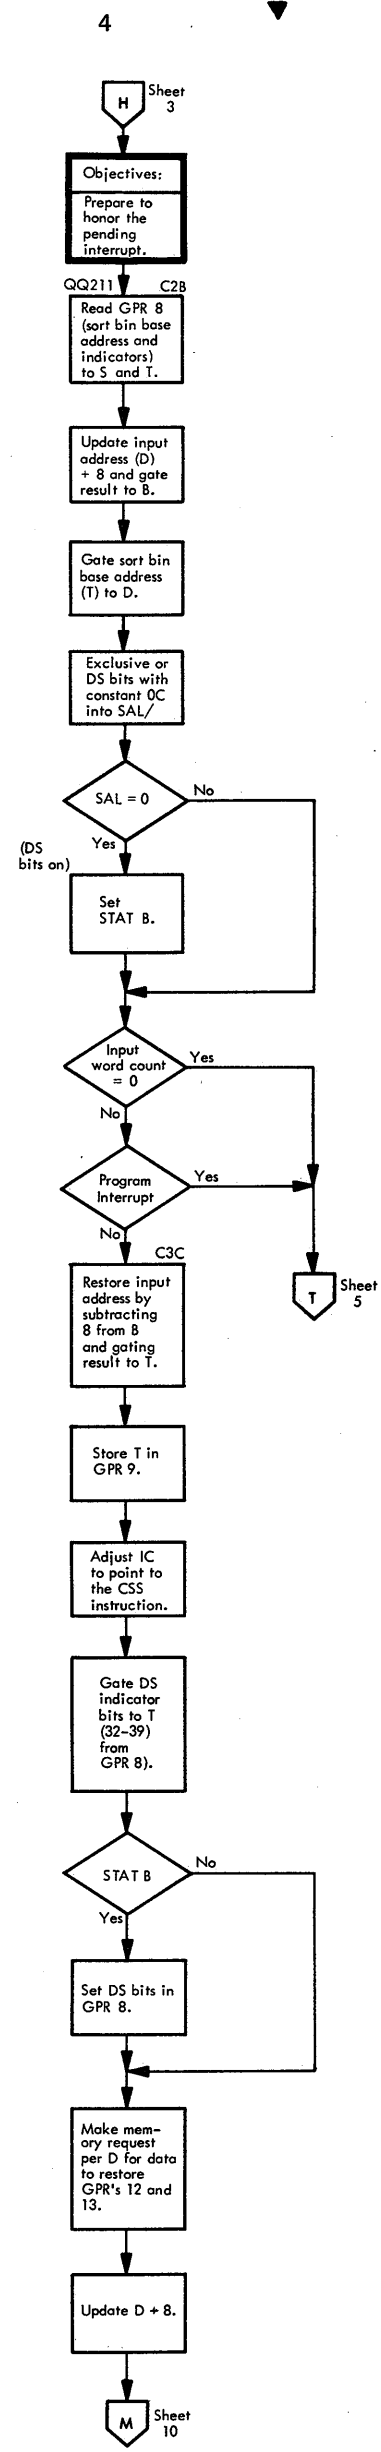 4
H
Sheet
3
Objectives:
Prepare to
honor the
pending
interrupt.
QQ211 C2B
Read GPR 8
(sort bin base
address and
indicators)
to S and T.
Update input
address (D)
+ 8 and gate
result to B.
Gate sort bin
base address
(T) to D.
Exclusive or
DS bits with
constant 0C
into SAL/
SAL = 0
No
Yes
(DS
bits on)
Set
STAT B.
Input
word count
= 0
Yes
No
Program
Interrupt
Yes
No
C3C
Restore input
address by
subtracting
8 from B
and gating
result to T.
T
Sheet
5
Store T in
GPR 9.
Adjust IC
to point to
the CSS
instruction.
Gate DS
indicator
bits to T
(32-39)
from
GPR 8).
STAT B
No
Yes
Set DS bits in
GPR 8.
Make mem-
ory request
per D for data
to restore
GPR's 12 and
13.
Update D + 8.
M
Sheet
10